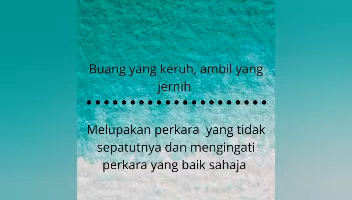 Buang yang keruh, ambil yang
jernih
Melupakan perkara yang tidak
sepatutnya dan mengingati
perkara yang baik sahaja